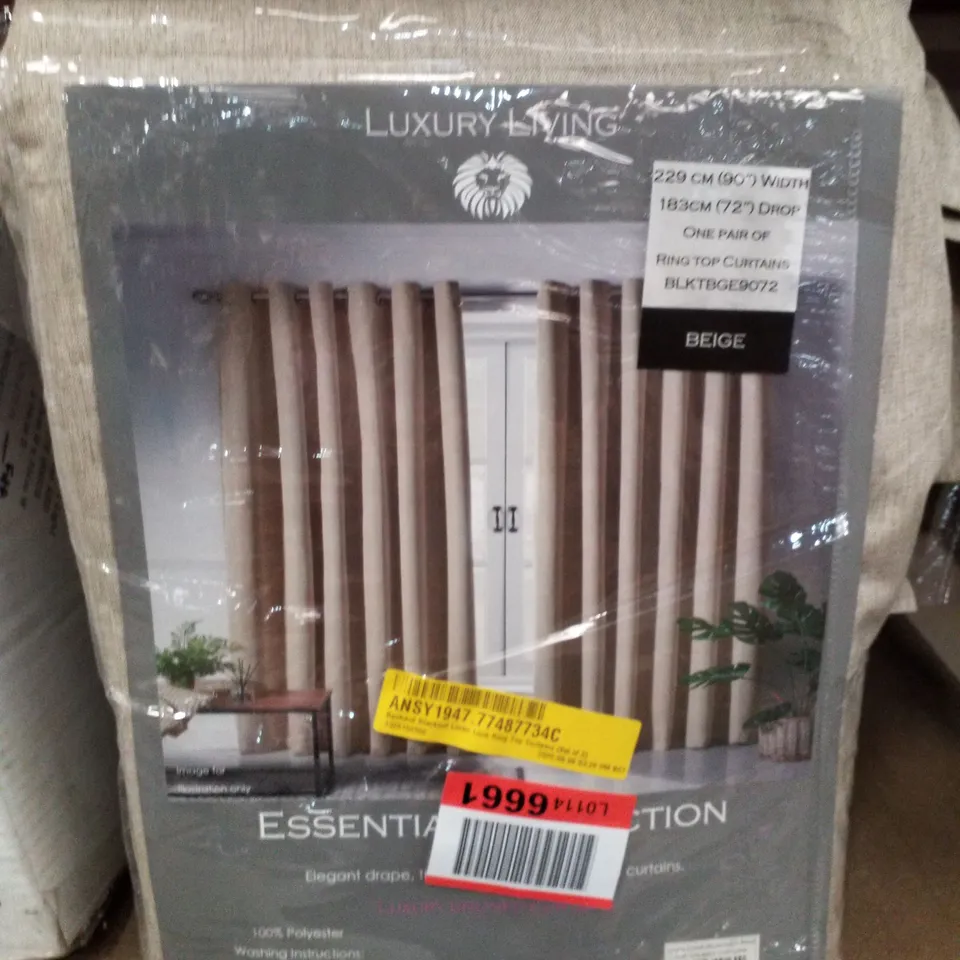 LUXURY LIVING
229 CM (90") WIDTH
183CM (72") DROP
ONE PAIR OF
RING TOP CURTAINS
BLKTBGE9072
BEIGE
ANSY1947 77487734C
L0114 6661
Image for
illustration only
ESSENTIA CTION
Elegant drape, curtains.
100% Polyester
Washing Instructions